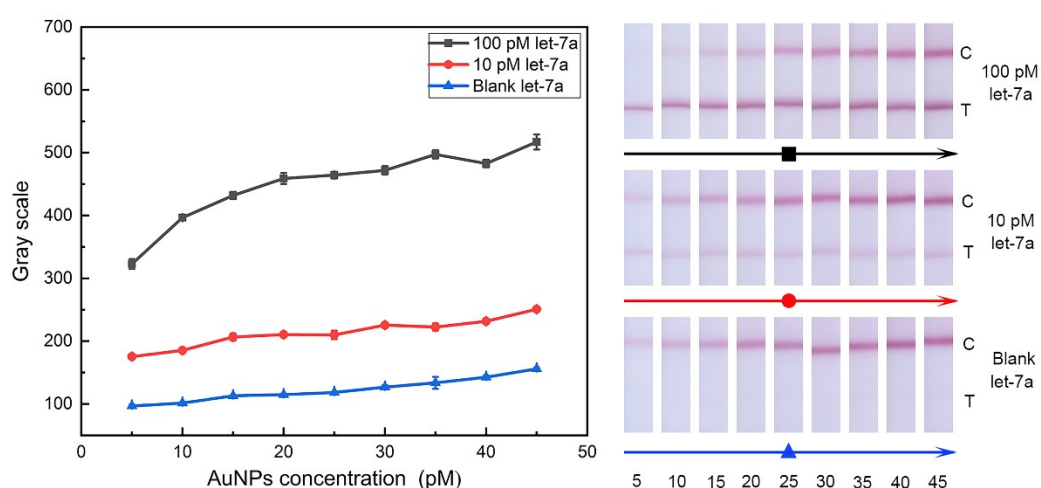 700
600
500
400
300
200
100
0
10
20
30
40
50
Gray scale
AuNPs concentration (pM)
100 pM let-7a
10 pM let-7a
Blank let-7a
C
T
100 pM
let-7a
C
T
10 pM
let-7a
C
T
Blank
let-7a
5 10 15 20 25 30 35 40 45